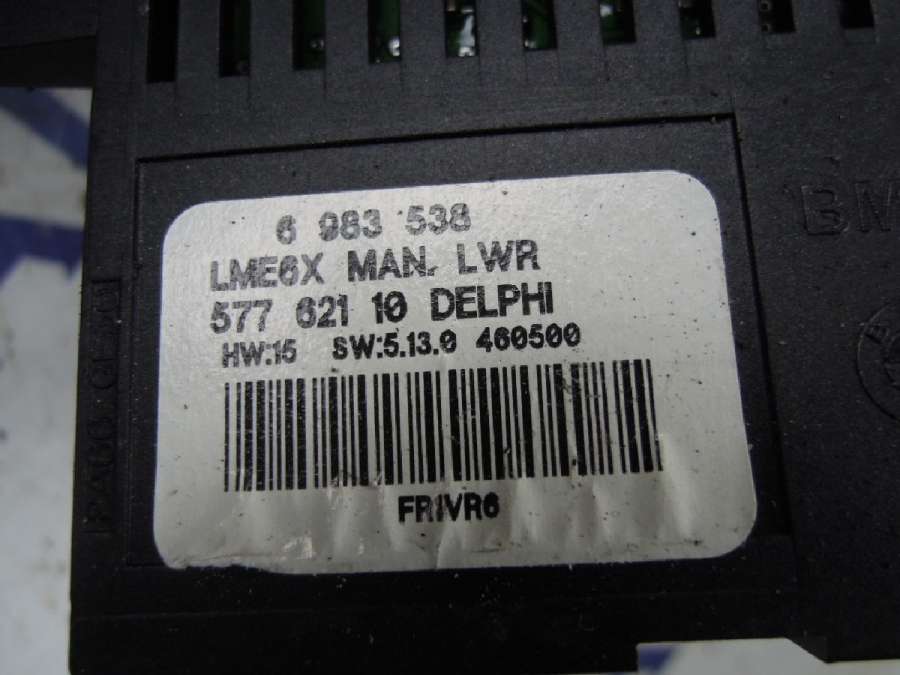 6 983 538
LME6X MAN. LWR
577 621 10 DELPHI
HW:15 SW:5.13.0 460500
FR1VR6